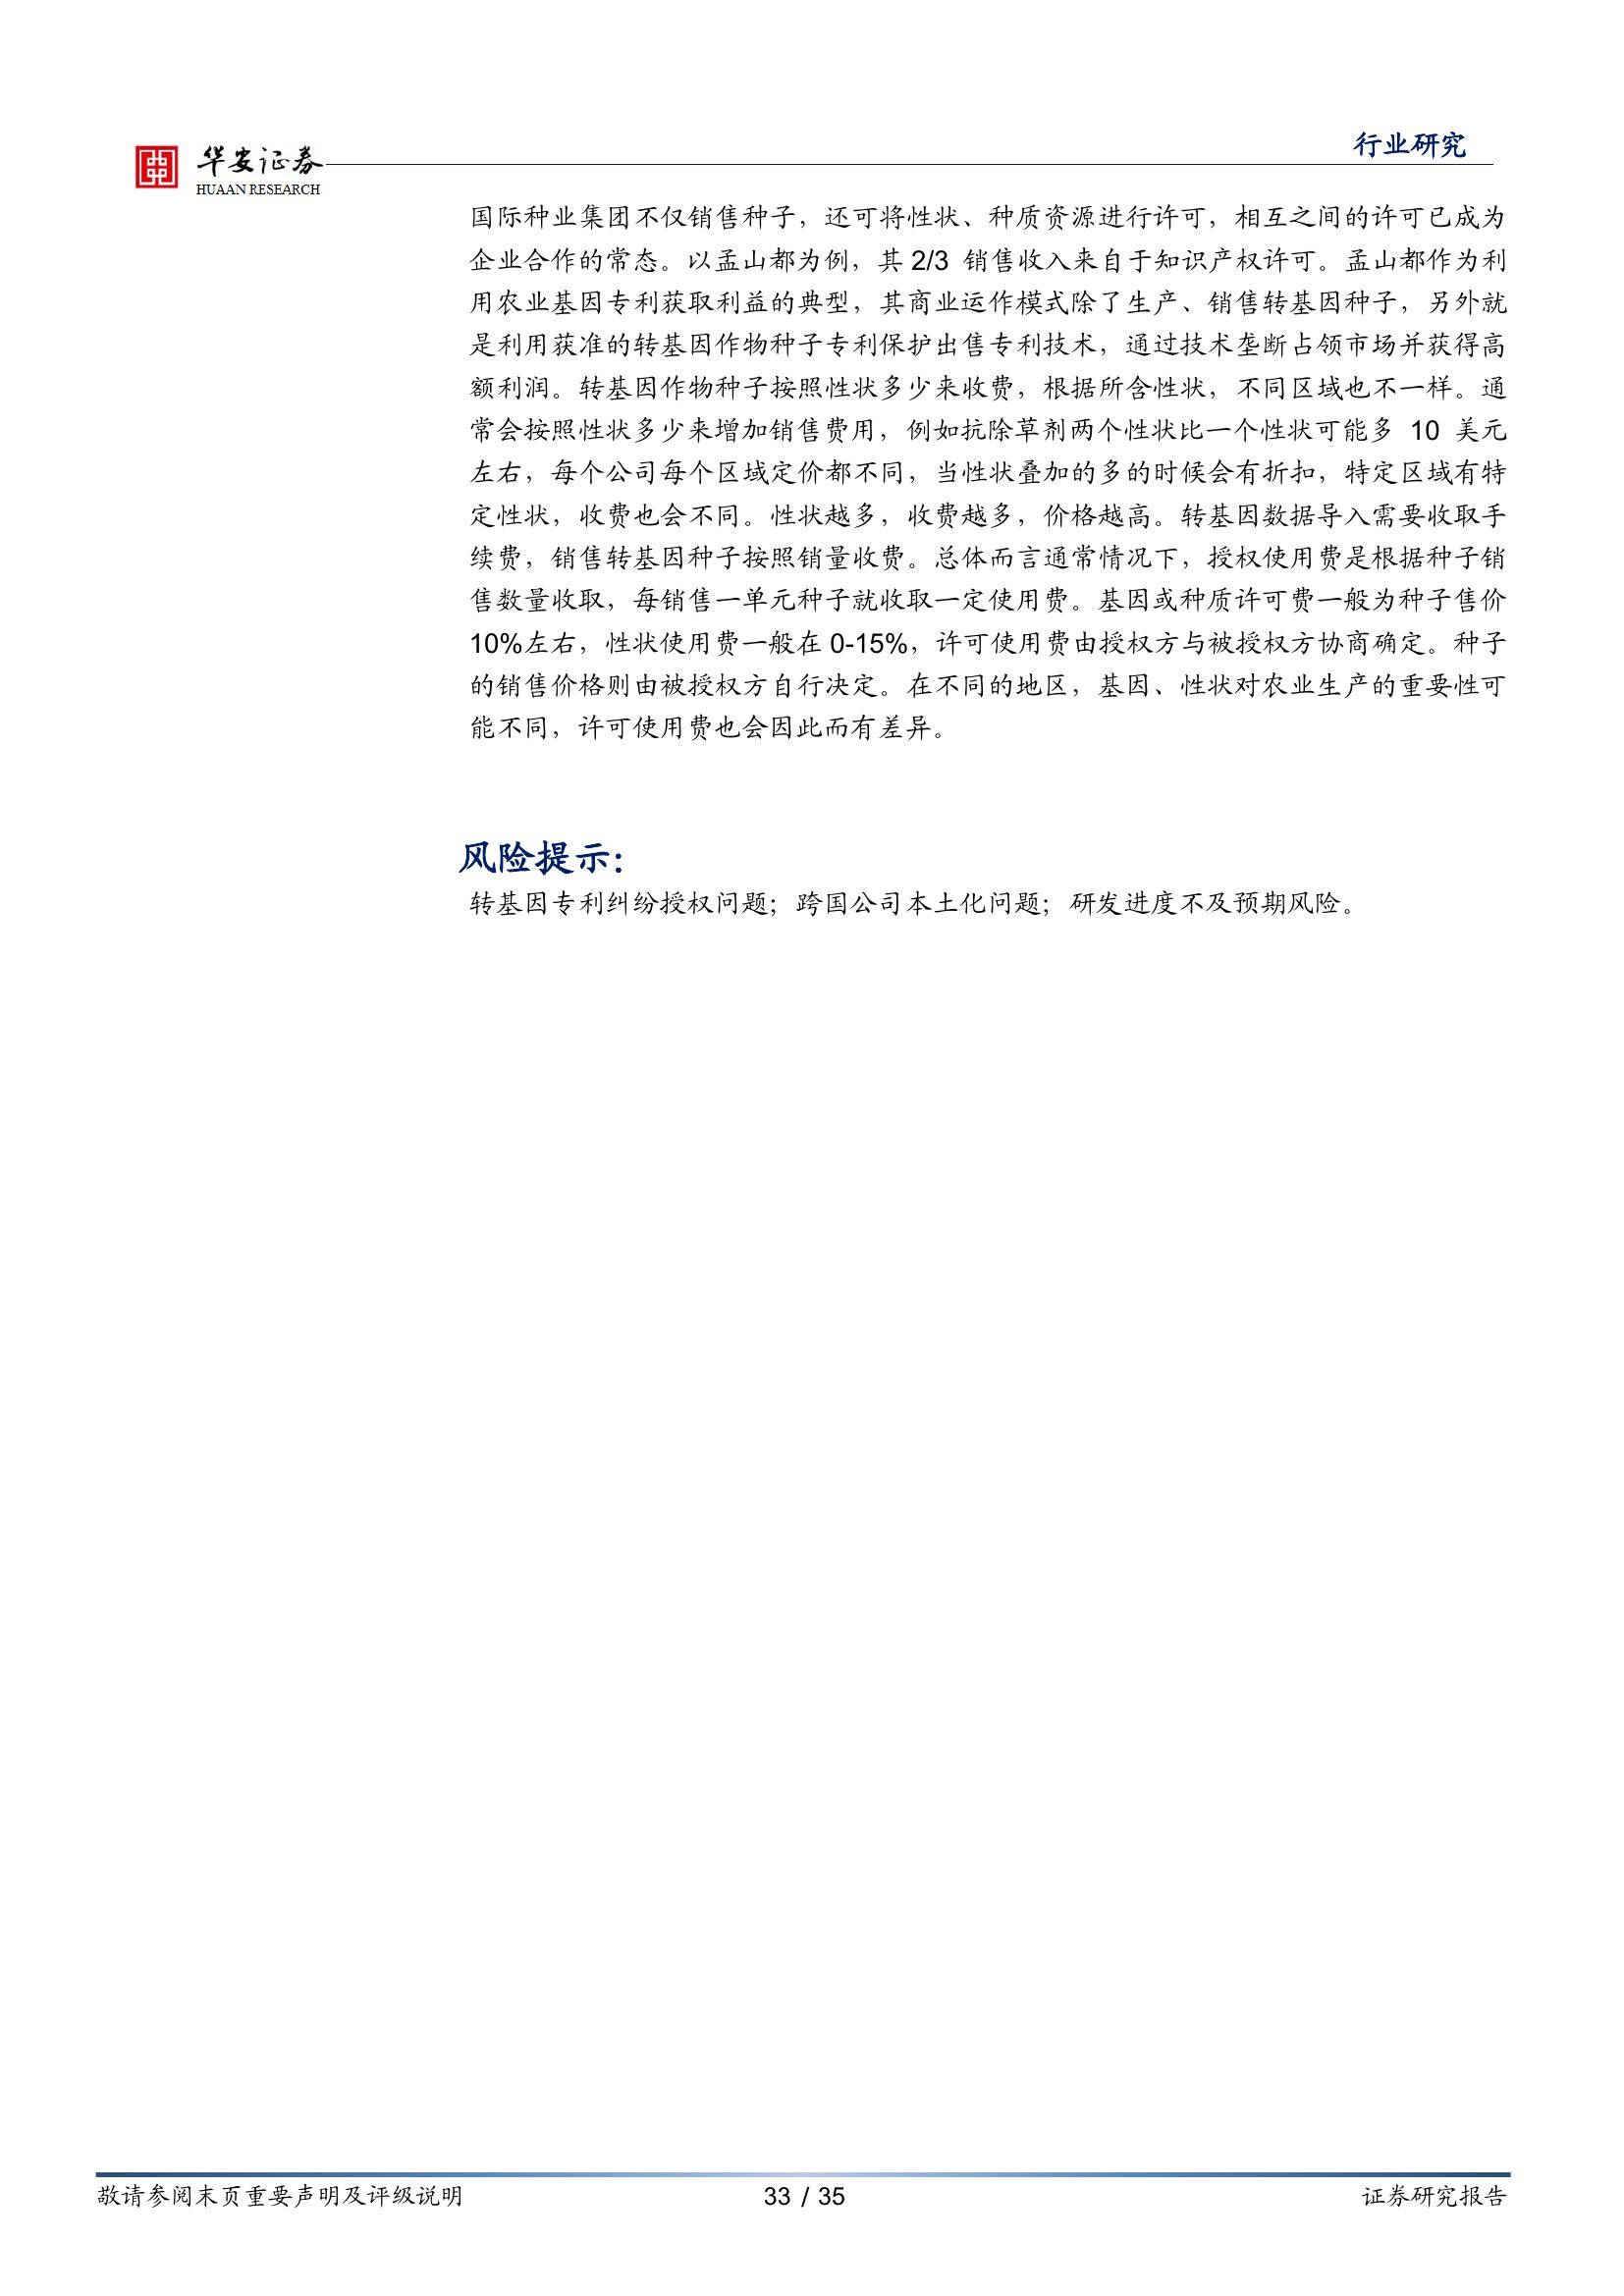 华安证券
HUAAN RESEARCH
行业研究
国际种业集团不仅销售种子，还可将性状、种质资源进行许可，相互之间的许可已成为
企业合作的常态。以孟山都为例，其 2/3 销售收入来自于知识产权许可。孟山都作为利
用农业基因专利获取利益的典型，其商业运作模式除了生产、销售转基因种子，另外就
是利用获准的转基因作物种子专利保护出售专利技术，通过技术垄断占领市场并获得高
额利润。转基因作物种子按照性状多少来收费，根据所含性状，不同区域也不一样。通
常会按照性状多少来增加销售费用，例如抗除草剂两个性状比一个性状可能多 10 美元
左右，每个公司每个区域定价都不同，当性状叠加的多的时候会有折扣，特定区域有特
定性状，收费也会不同。性状越多，收费越多，价格越高。转基因数据导入需要收取手
续费，销售转基因种子按照销量收费。总体而言通常情况下，授权使用费是根据种子销
售数量收取，每销售一单元种子就收取一定使用费。基因或种质许可费一般为种子售价
10%左右，性状使用费一般在 0-15%，许可使用费由授权方与被授权方协商确定。种子
的销售价格则由被授权方自行决定。在不同的地区，基因、性状对农业生产的重要性可
能不同，许可使用费也会因此而有差异。
风险提示：
转基因专利纠纷授权问题；跨国公司本土化问题；研发进度不及预期风险。
敬请参阅末页重要声明及评级说明
33 / 35
证券研究报告